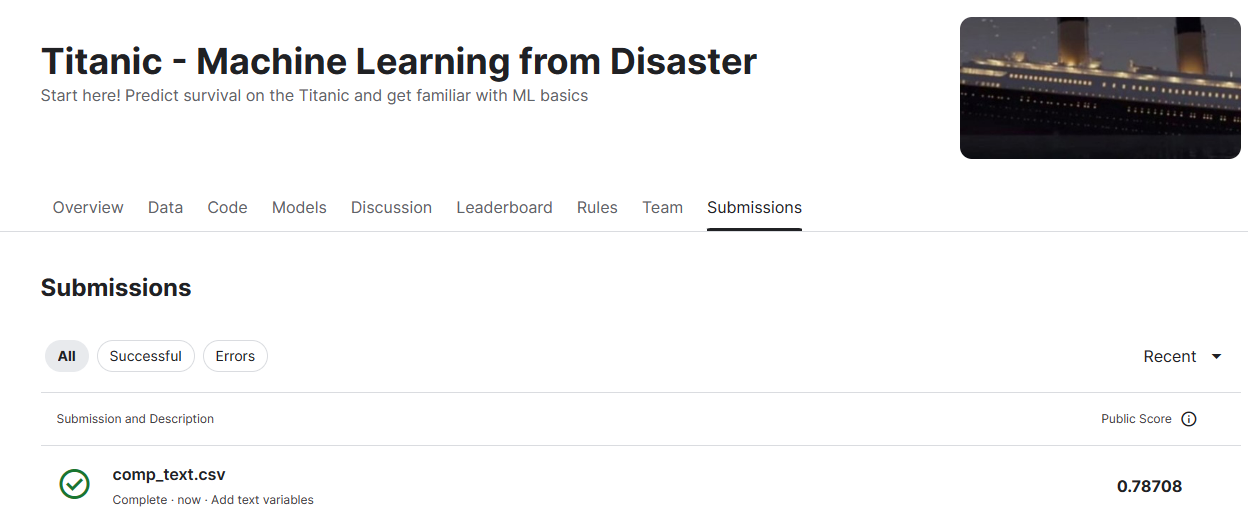 Titanic - Machine Learning from Disaster
Start here! Predict survival on the Titanic and get familiar with ML basics
Overview Data Code Models Discussion Leaderboard Rules Team Submissions
Submissions
All Successful Errors Recent
Submission and Description Public Score
comp_text.csv
Complete · now · Add text variables
0.78708